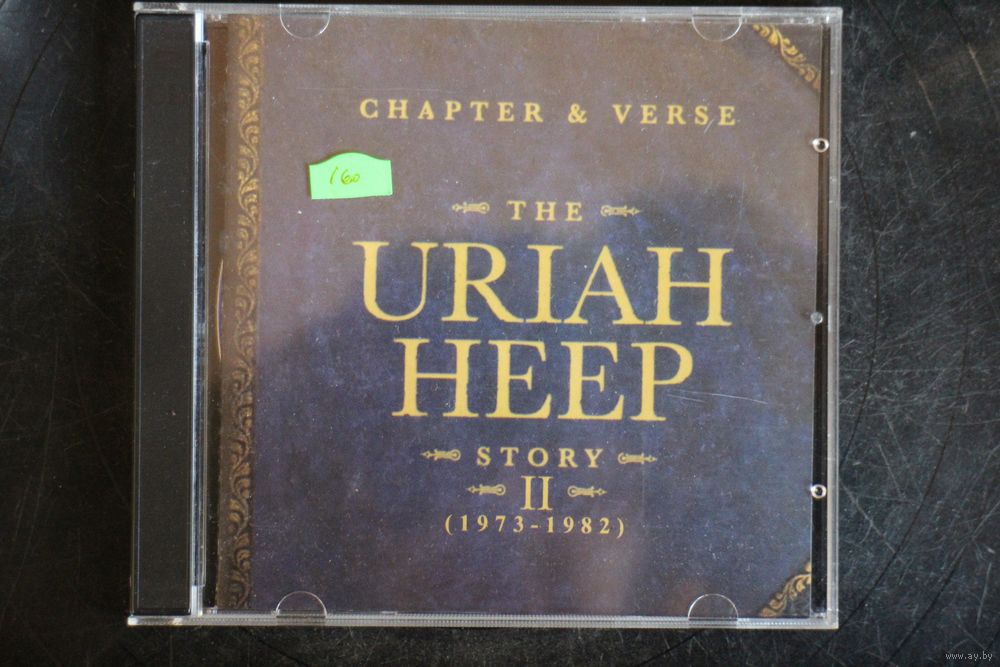 CHAPTER & VERSE
160
THE
URIAH
HEEP
STORY
II
(1973-1982)
www.ay.by